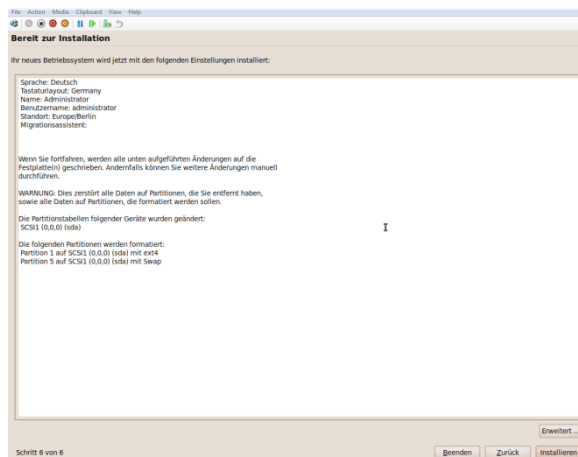 File Action Media Clipboard View Help
Bereit zur Installation
Ihr neues Betriebssystem wird jetzt mit den folgenden Einstellungen installiert:
Sprache: Deutsch
Tastaturlayout: Germany
Name: Administrator
Benutzername: administrator
Standort: Europe/Berlin
Migrationsassistent:
Wenn Sie fortfahren, werden alle unten aufgeführten Änderungen auf die
Festplatte(n) geschrieben. Andernfalls können Sie weitere Änderungen manuell
durchführen.
WARNUNG: Dies zerstört alle Daten auf Partitionen, die Sie entfernt haben,
sowie alle Daten auf Partitionen, die formatiert werden sollen.
Die Partitionstabellen folgender Geräte wurden geändert:
SCSI1 (0,0,0) (sda)
Die folgenden Partitionen werden formatiert:
Partition 1 auf SCSI1 (0,0,0) (sda) mit ext4
Partition 5 auf SCSI1 (0,0,0) (sda) mit Swap
Erweitert ...
Schritt 6 von 6 Beenden Zurück Installieren